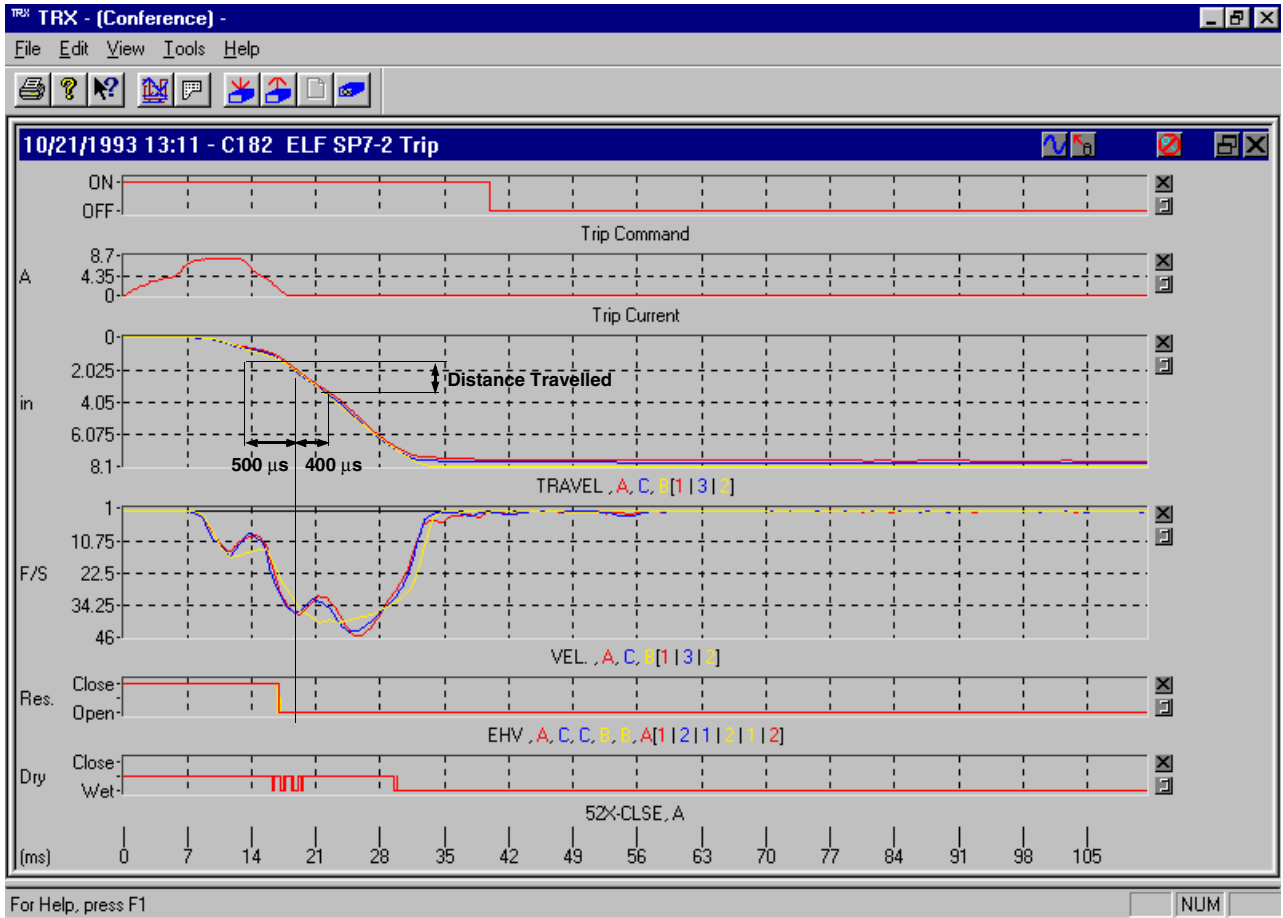 TRX TRX - (Conference) -
File Edit View Tools Help
10/21/1993 13:11 - C182 ELF SP7-2 Trip
ON
OFF
Trip Command
A
8.7
4.35
0
Trip Current
in
0
2.025
4.05
6.075
8.1
Distance Travelled
500 µs
400 µs
TRAVEL , A, C, B[1|3|2]
F/S
1
10.75
22.5
34.25
46
VEL. , A, C, B[1|3|2]
Res.
Close
Open
EHV , A, C, C, B, B, A[1|2|1|2|1|2]
Dry
Close
Wet
52X-CLSE, A
(ms) 0 7 14 21 28 35 42 49 56 63 70 77 84 91 98 105
For Help, press F1 NUM